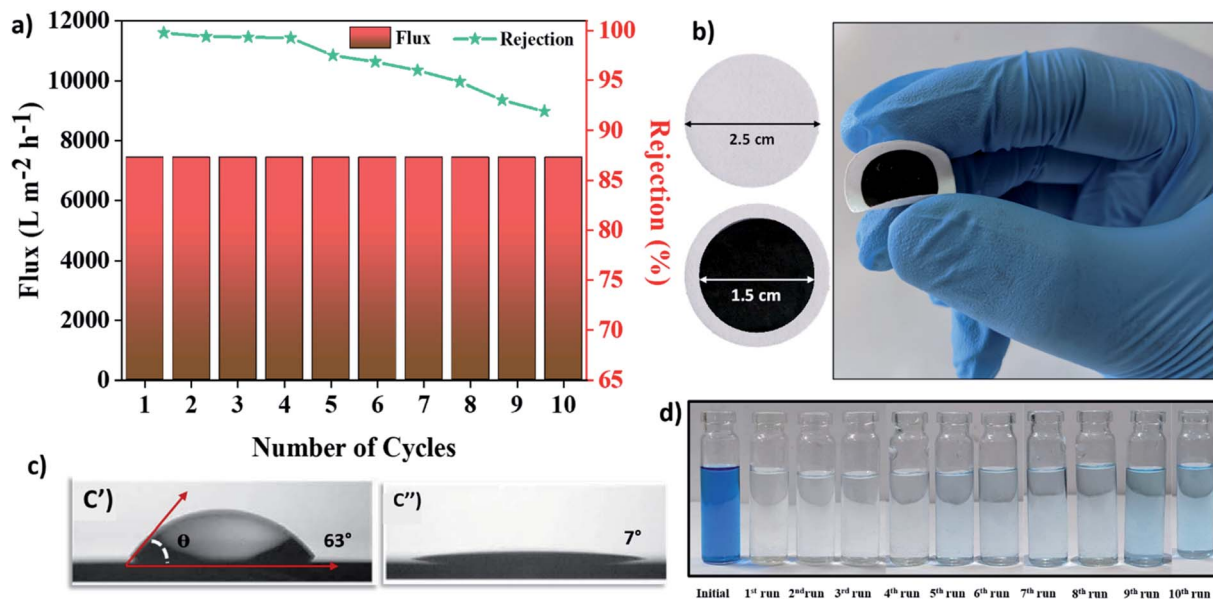 a)
12000
10000
8000
6000
4000
2000
0
Flux (L m⁻² h⁻¹)
Flux
Rejection
100
95
90
85
80
75
70
65
Rejection (%)
1 2 3 4 5 6 7 8 9 10
Number of Cycles
b)
2.5 cm
1.5 cm
c)
C')
θ
63°
C'')
7°
d)
Initial 1st run 2nd run 3rd run 4th run 5th run 6th run 7th run 8th run 9th run 10th run